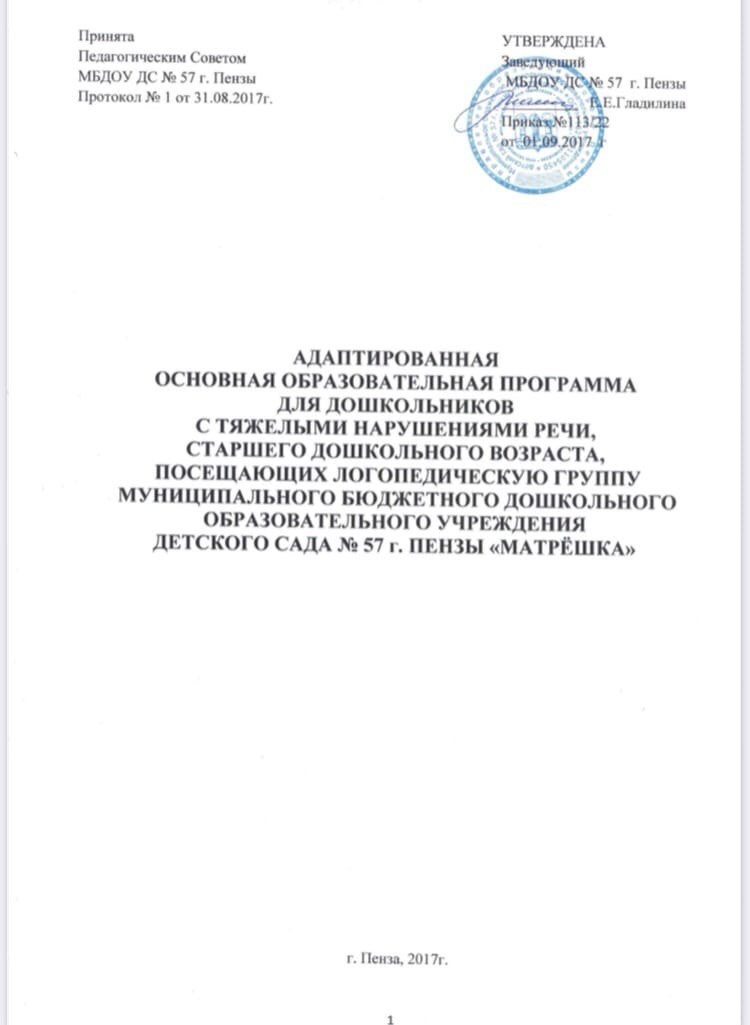 Принята
Педагогическим Советом
МБДОУ ДС № 57 г. Пензы
Протокол № 1 от 31.08.2017г.
УТВЕРЖДЕНА
Заведующий
МБДОУ ДС № 57 г. Пензы
Е.Е.Гладилина
Приказ №113/22
от 01.09.2017 г
АДАПТИРОВАННАЯ
ОСНОВНАЯ ОБРАЗОВАТЕЛЬНАЯ ПРОГРАММА
ДЛЯ ДОШКОЛЬНИКОВ
С ТЯЖЕЛЫМИ НАРУШЕНИЯМИ РЕЧИ,
СТАРШЕГО ДОШКОЛЬНОГО ВОЗРАСТА,
ПОСЕЩАЮЩИХ ЛОГОПЕДИЧЕСКУЮ ГРУППУ
МУНИЦИПАЛЬНОГО БЮДЖЕТНОГО ДОШКОЛЬНОГО
ОБРАЗОВАТЕЛЬНОГО УЧРЕЖДЕНИЯ
ДЕТСКОГО САДА № 57 г. ПЕНЗЫ «МАТРЁШКА»
г. Пенза, 2017г.
1